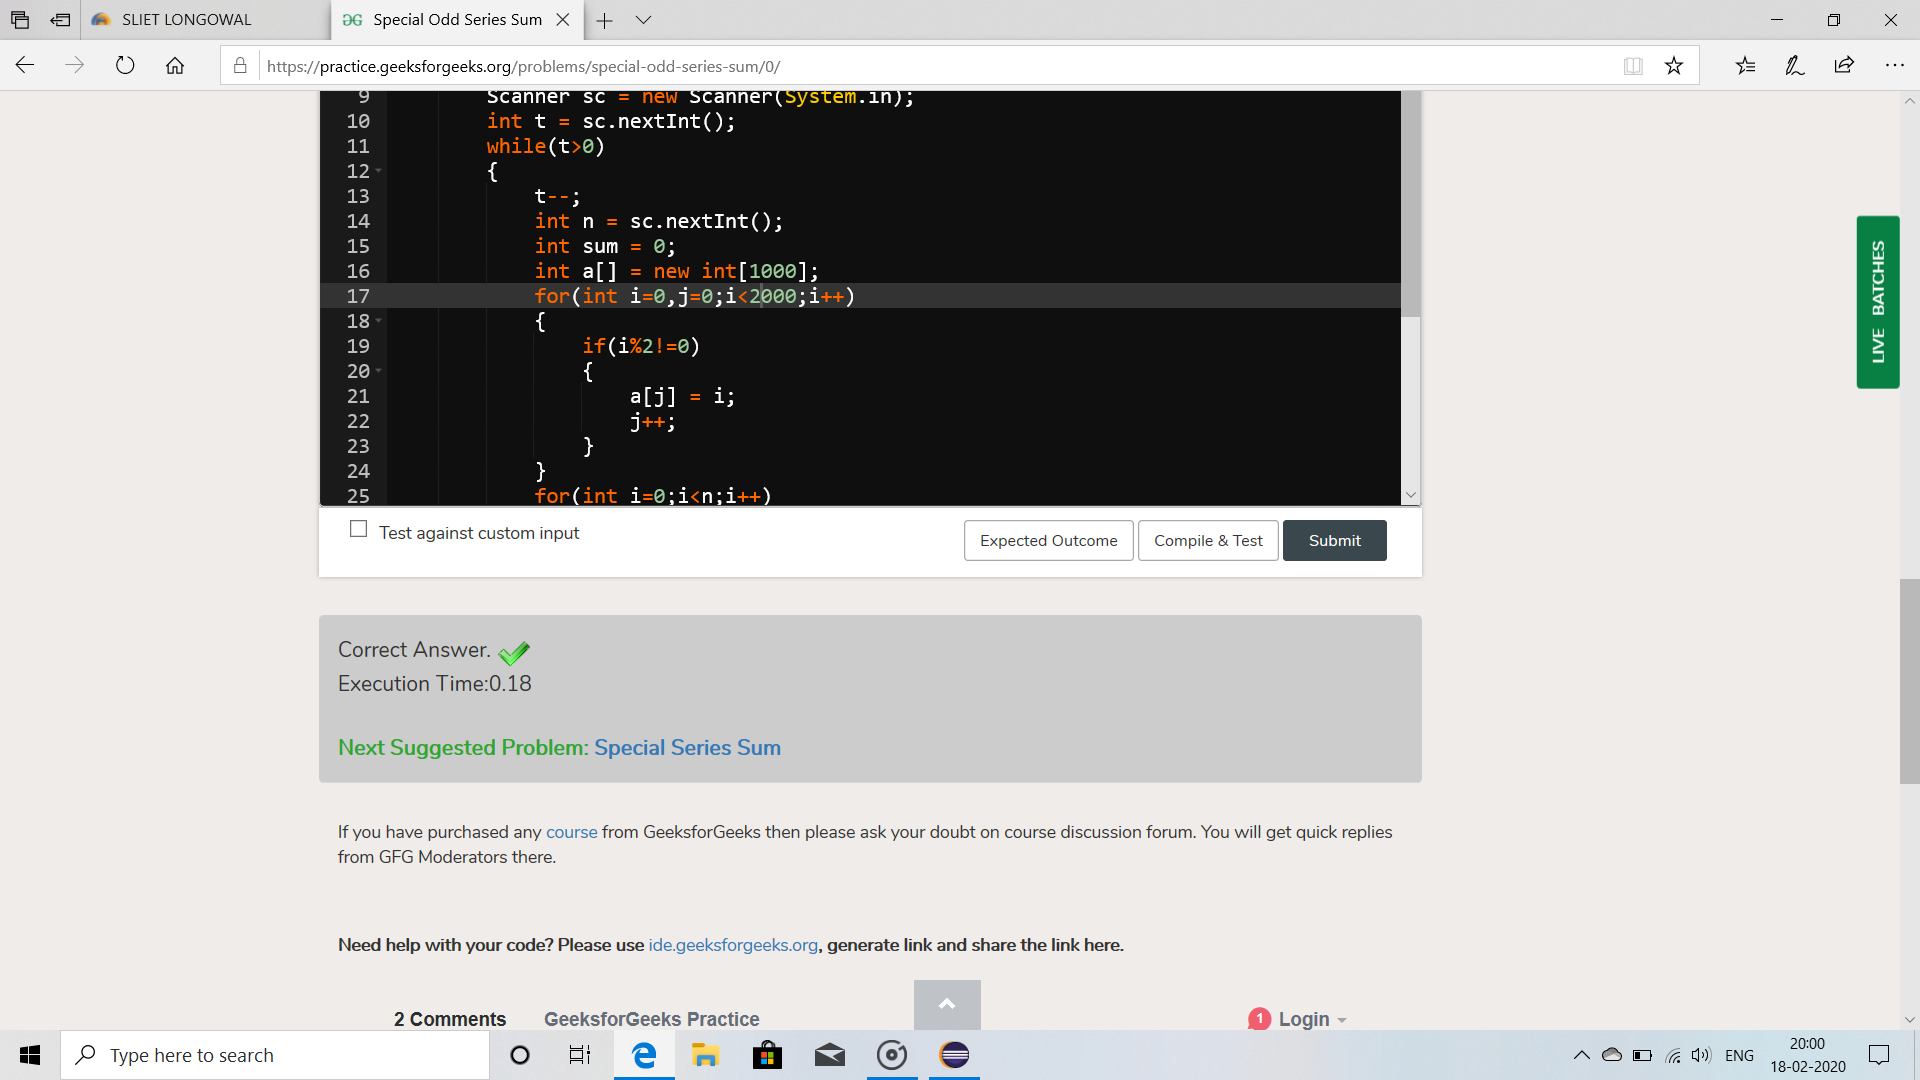 SLIET LONGOWAL
Special Odd Series Sum
https://practice.geeksforgeeks.org/problems/special-odd-series-sum/0/
9 Scanner sc = new Scanner(System.in);
10 int t = sc.nextInt();
11 while(t>0)
12 {
13 t--;
14 int n = sc.nextInt();
15 int sum = 0;
16 int a[] = new int[1000];
17 for(int i=0,j=0;i<2000;i++)
18 {
19 if(i%2!=0)
20 {
21 a[j] = i;
22 j++;
23 }
24 }
25 for(int i=0;i<n;i++)
LIVE BATCHES
Test against custom input
Expected Outcome
Compile & Test
Submit
Correct Answer.
Execution Time:0.18
Next Suggested Problem: Special Series Sum
If you have purchased any course from GeeksforGeeks then please ask your doubt on course discussion forum. You will get quick replies
from GFG Moderators there.
Need help with your code? Please use ide.geeksforgeeks.org, generate link and share the link here.
2 Comments GeeksforGeeks Practice 1 Login
Type here to search
ENG
20:00
18-02-2020